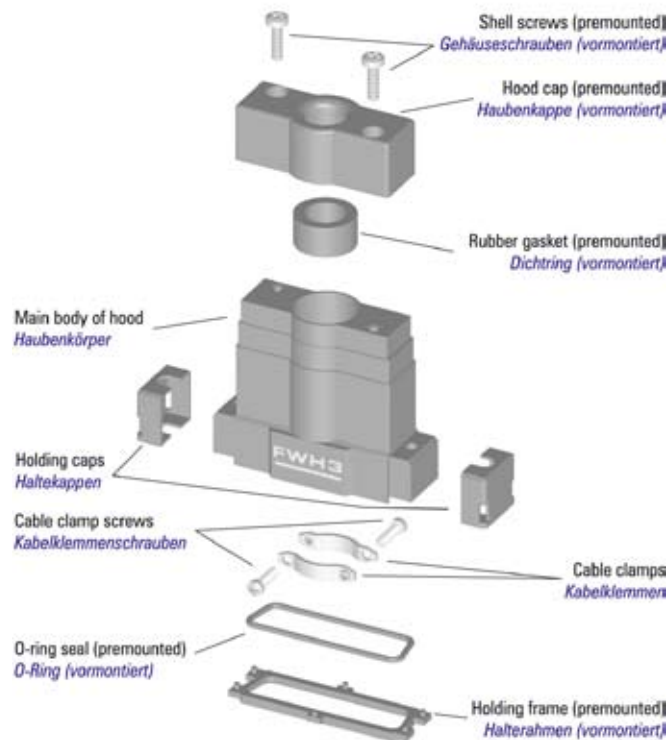 Shell screws (premounted)
Gehäuseschrauben (vormontiert)
Hood cap (premounted)
Haubenkappe (vormontiert)
Rubber gasket (premounted)
Dichtring (vormontiert)
Main body of hood
Haubenkörper
FWH3
Holding caps
Haltekappen
Cable clamp screws
Kabelklemmenschrauben
Cable clamps
Kabelklemmen
O-ring seal (premounted)
O-Ring (vormontiert)
Holding frame (premounted)
Halterahmen (vormontiert)